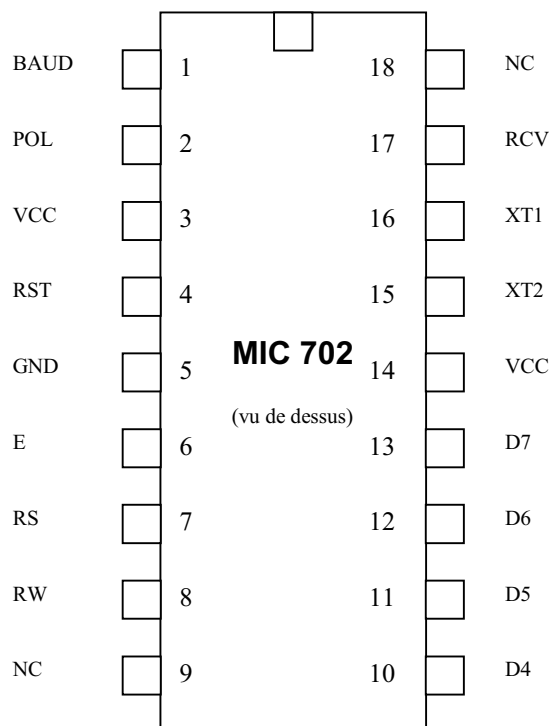 BAUD 1 18 NC
POL 2 17 RCV
VCC 3 16 XT1
RST 4 15 XT2
GND 5 MIC 702 14 VCC
(vu de dessus)
E 6 13 D7
RS 7 12 D6
RW 8 11 D5
NC 9 10 D4